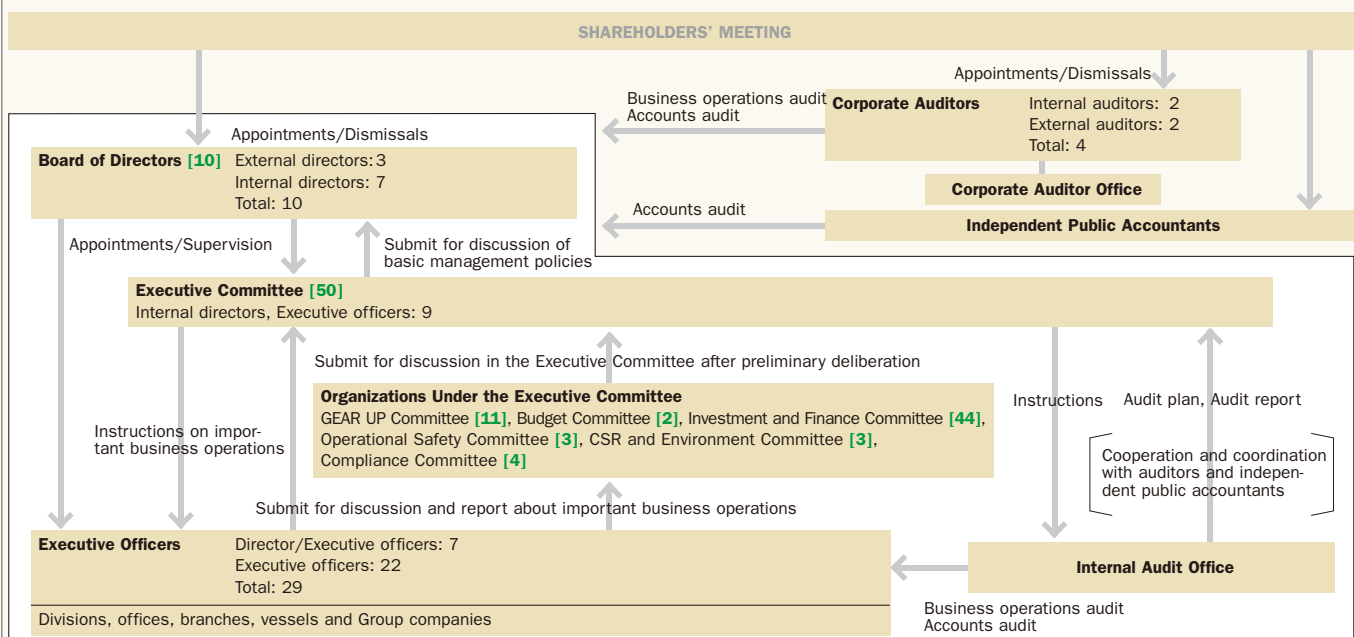 SHAREHOLDERS' MEETING
Appointments/Dismissals
Business operations audit
Accounts audit
Corporate Auditors
Internal auditors: 2
External auditors: 2
Total: 4
Appointments/Dismissals
Board of Directors [10]
External directors: 3
Internal directors: 7
Total: 10
Corporate Auditor Office
Accounts audit
Independent Public Accountants
Appointments/Supervision
Submit for discussion of
basic management policies
Executive Committee [50]
Internal directors, Executive officers: 9
Submit for discussion in the Executive Committee after preliminary deliberation
Organizations Under the Executive Committee
GEAR UP Committee [11], Budget Committee [2], Investment and Finance Committee [44],
Operational Safety Committee [3], CSR and Environment Committee [3],
Compliance Committee [4]
Instructions
Audit plan, Audit report
Instructions on impor-
tant business operations
Cooperation and coordination
with auditors and indepen-
dent public accountants
Submit for discussion and report about important business operations
Executive Officers
Director/Executive officers: 7
Executive officers: 22
Total: 29
Internal Audit Office
Divisions, offices, branches, vessels and Group companies
Business operations audit
Accounts audit